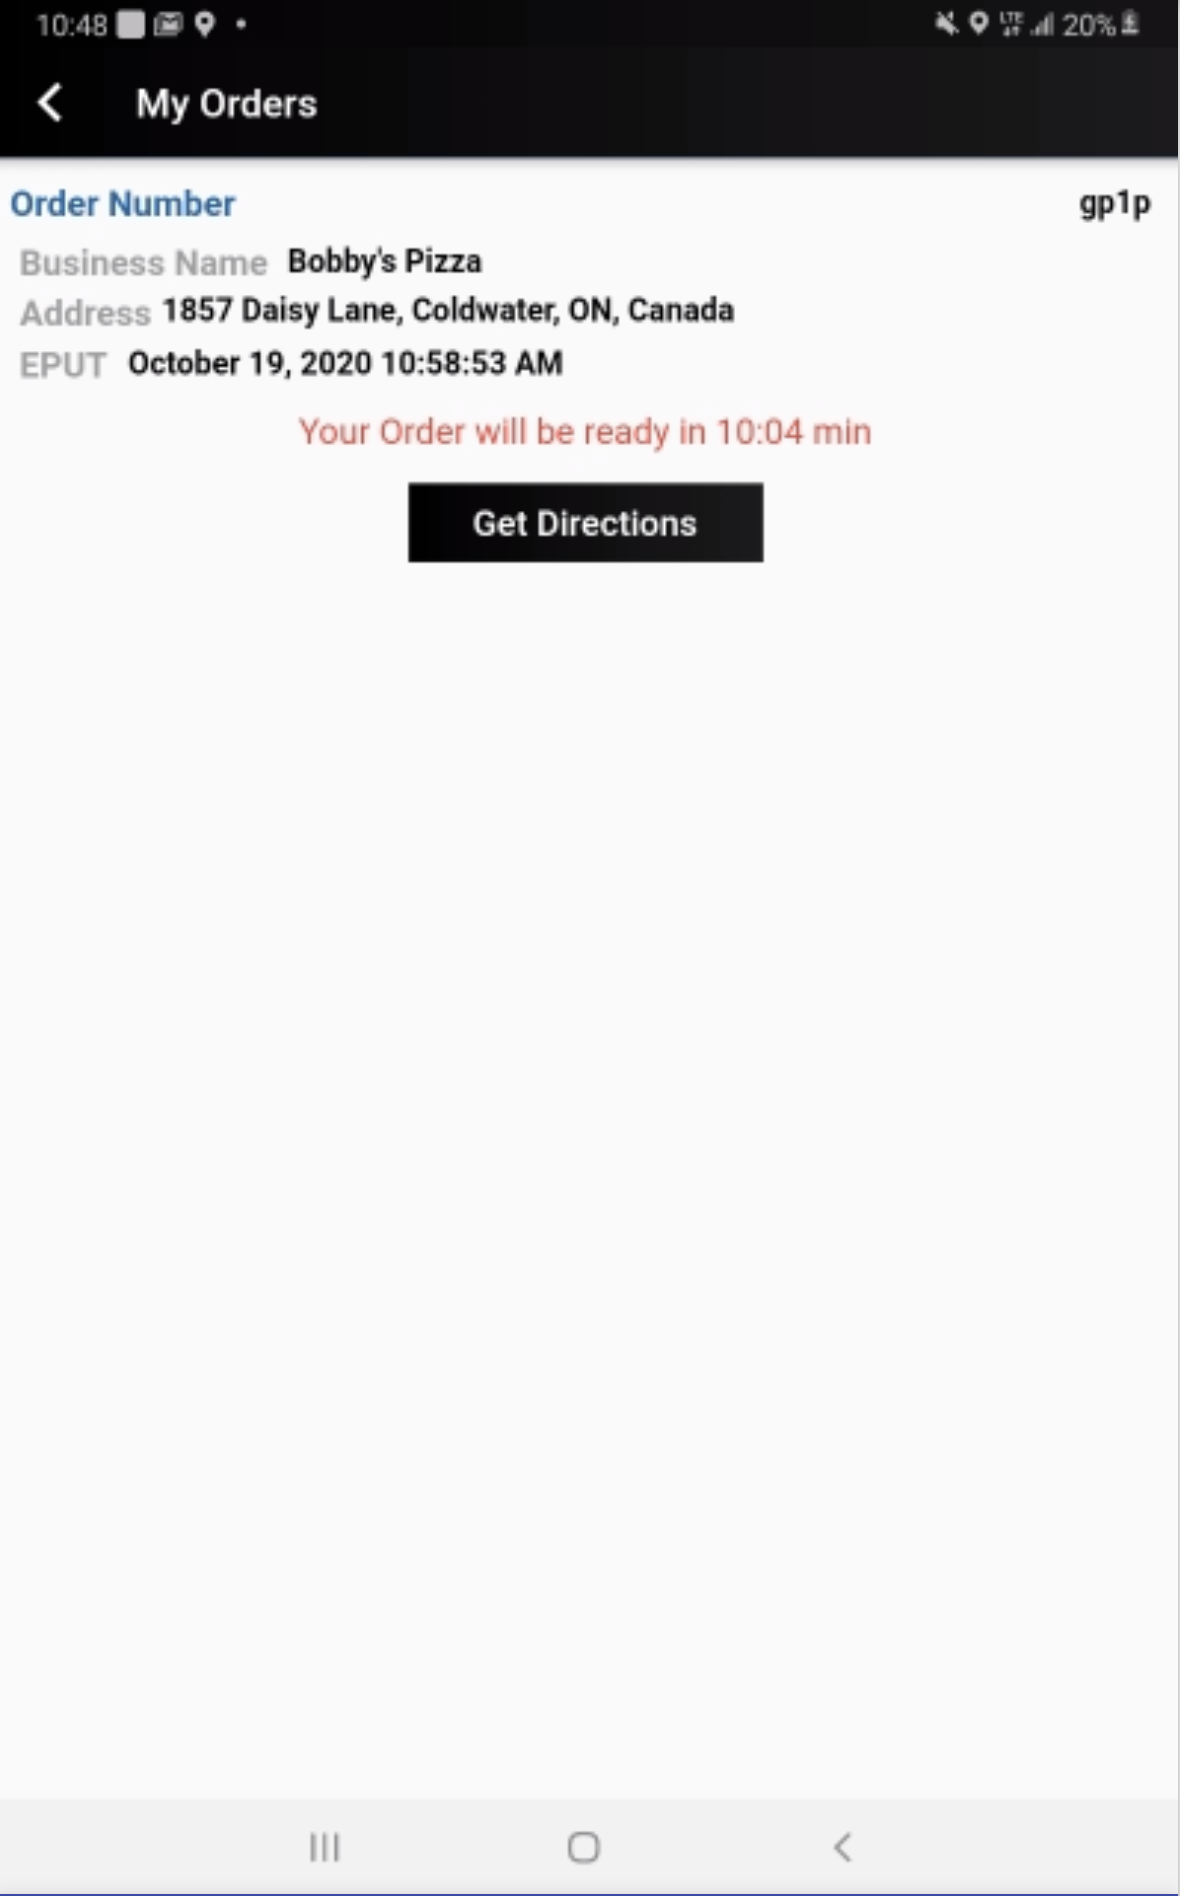 10:48 LTE 20%
My Orders
Order Number gp1p
Business Name Bobby's Pizza
Address 1857 Daisy Lane, Coldwater, ON, Canada
EPUT October 19, 2020 10:58:53 AM
Your Order will be ready in 10:04 min
Get Directions